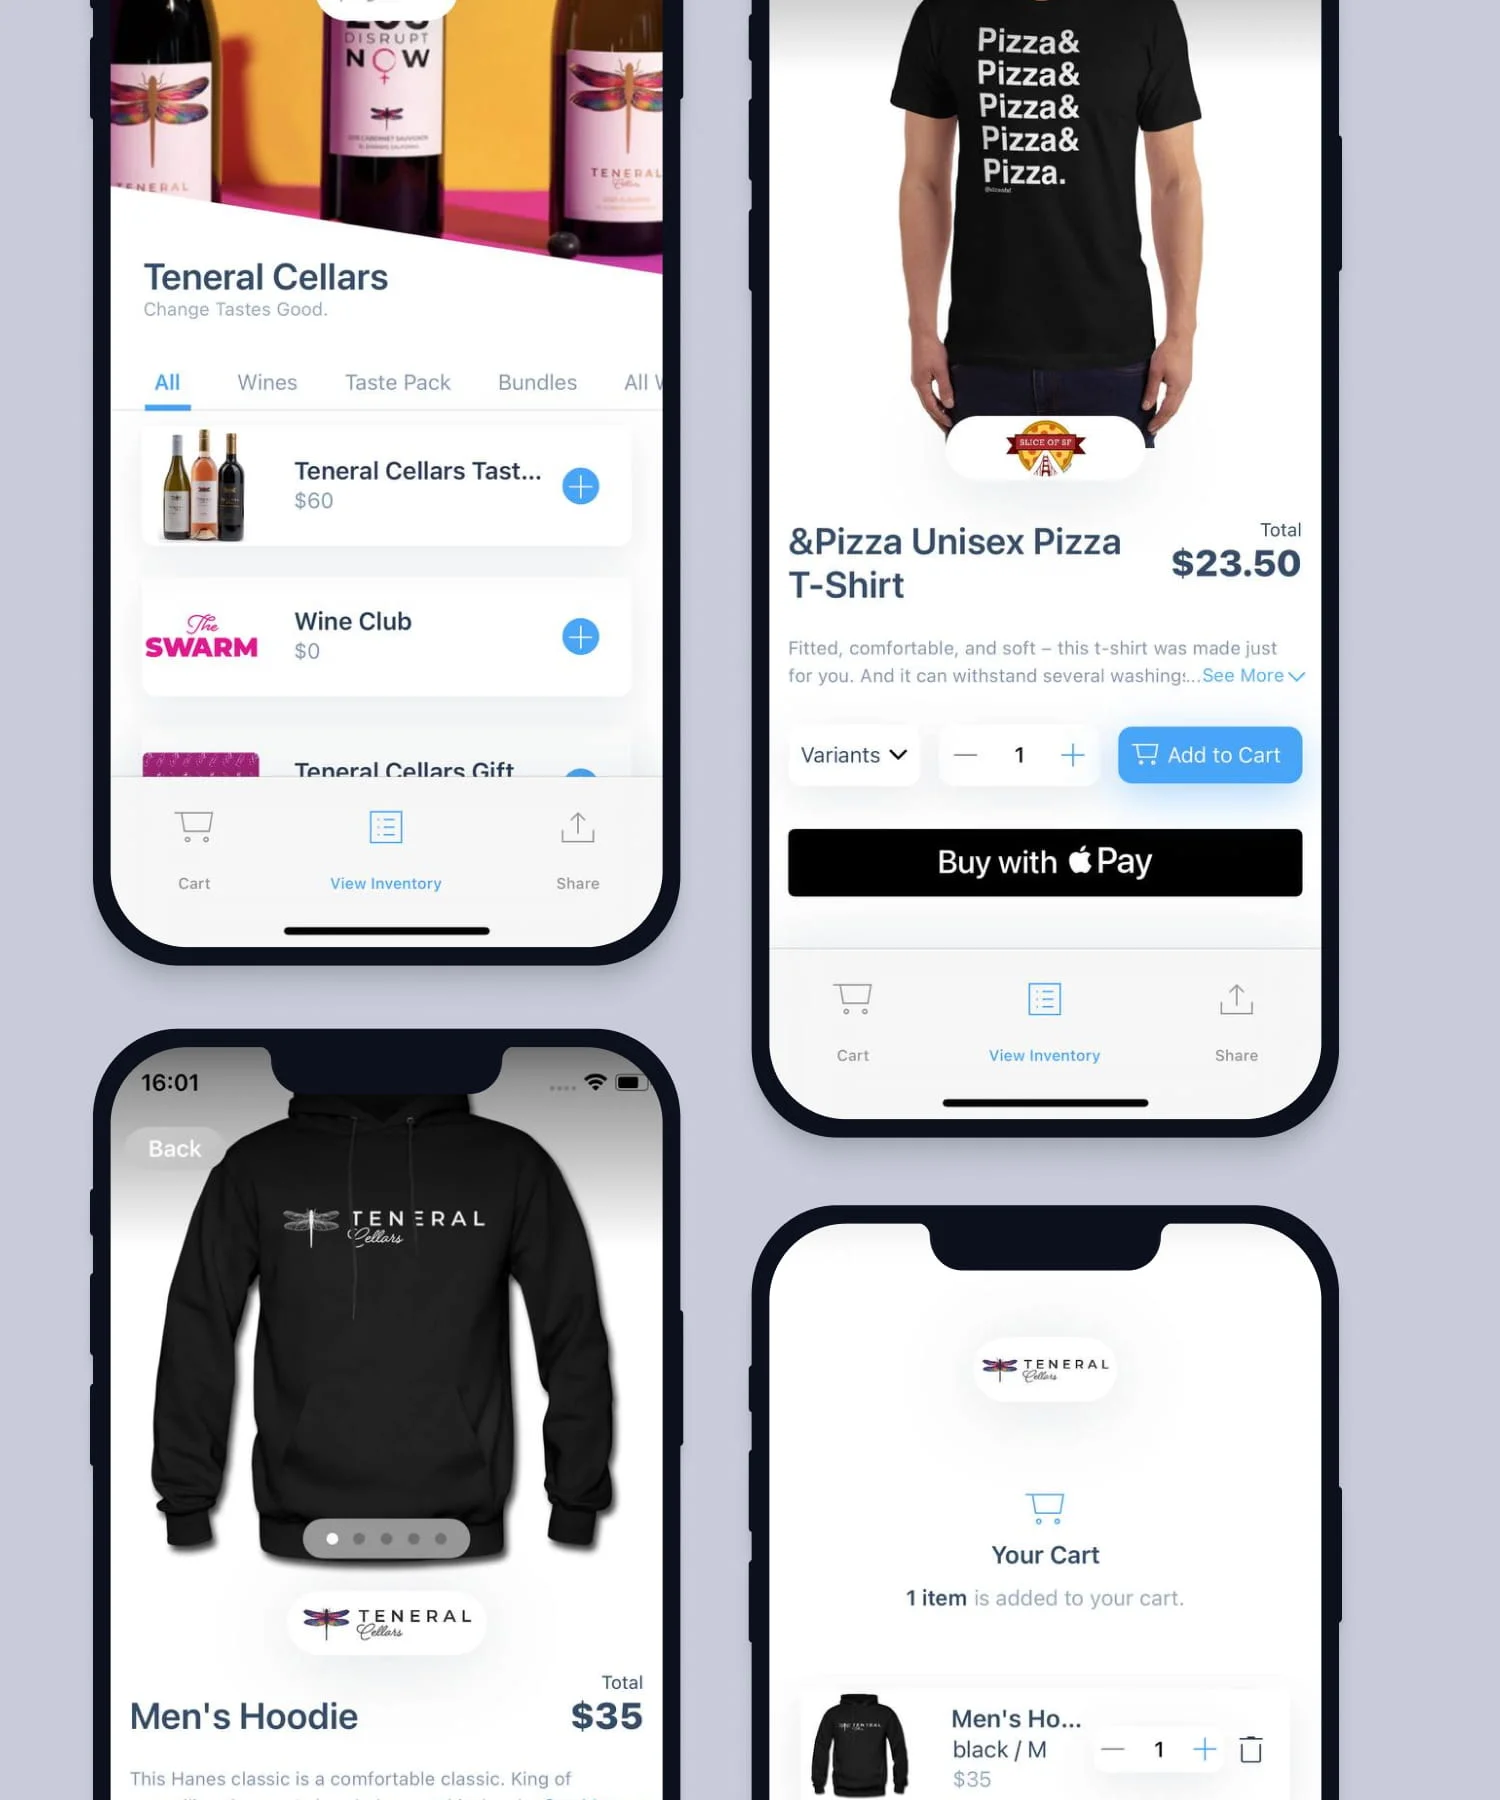 DISRUPT
NOW
2019 CABERNET SAUVIGNON
TENERAL
TENERAL
Cellars
Teneral Cellars
Change Tastes Good.
All
Wines
Taste Pack
Bundles
All
Teneral Cellars Tast...
$60
The
SWARM
Wine Club
$0
Teneral Cellars Gift
Cart
View Inventory
Share
Pizza&
Pizza&
Pizza&
Pizza&
Pizza.
SLICE OF SF
&Pizza Unisex Pizza
T-Shirt
Total
$23.50
Fitted, comfortable, and soft – this t-shirt was made just
for you. And it can withstand several washings...See More
Variants
1
Add to Cart
Buy with Pay
Cart
View Inventory
Share
16:01
Back
TENERAL
Cellars
TENERAL
Cellars
Men's Hoodie
Total
$35
This Hanes classic is a comfortable classic. King of
TENERAL
Cellars
Your Cart
1 item is added to your cart.
Men's Ho...
black / M
$35
1